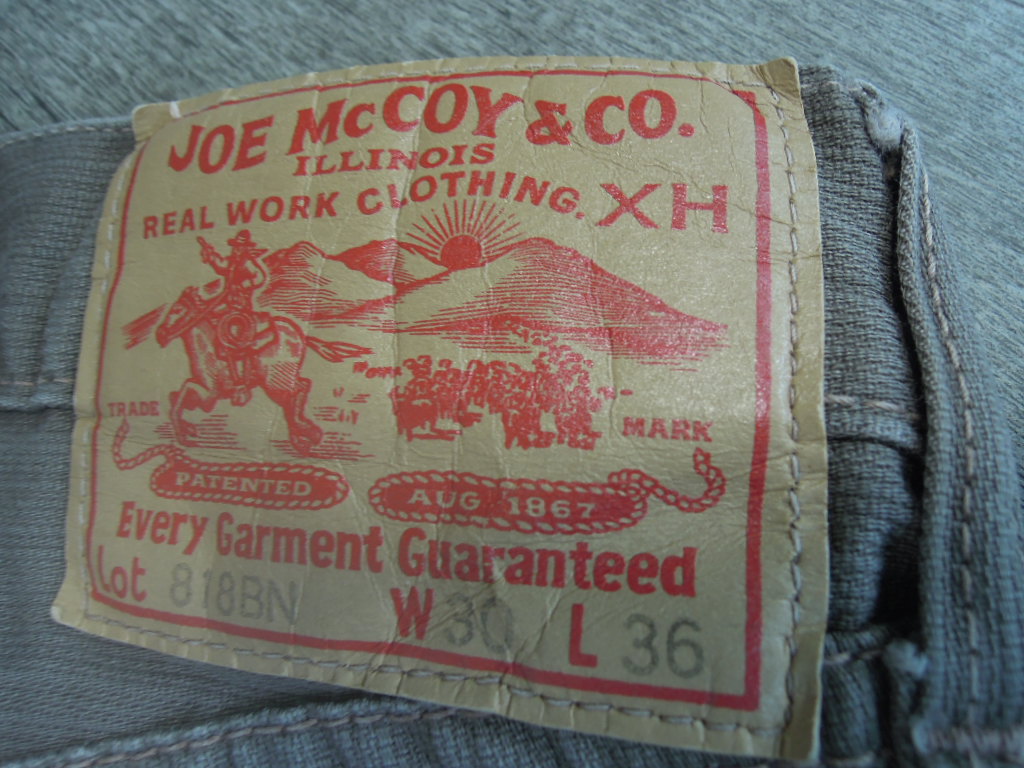 JOE McCOY & CO.
ILLINOIS
REAL WORK CLOTHING. XH
TRADE MARK
PATENTED AUG 1867
Every Garment Guaranteed
Lot 818BN W 30 L 36